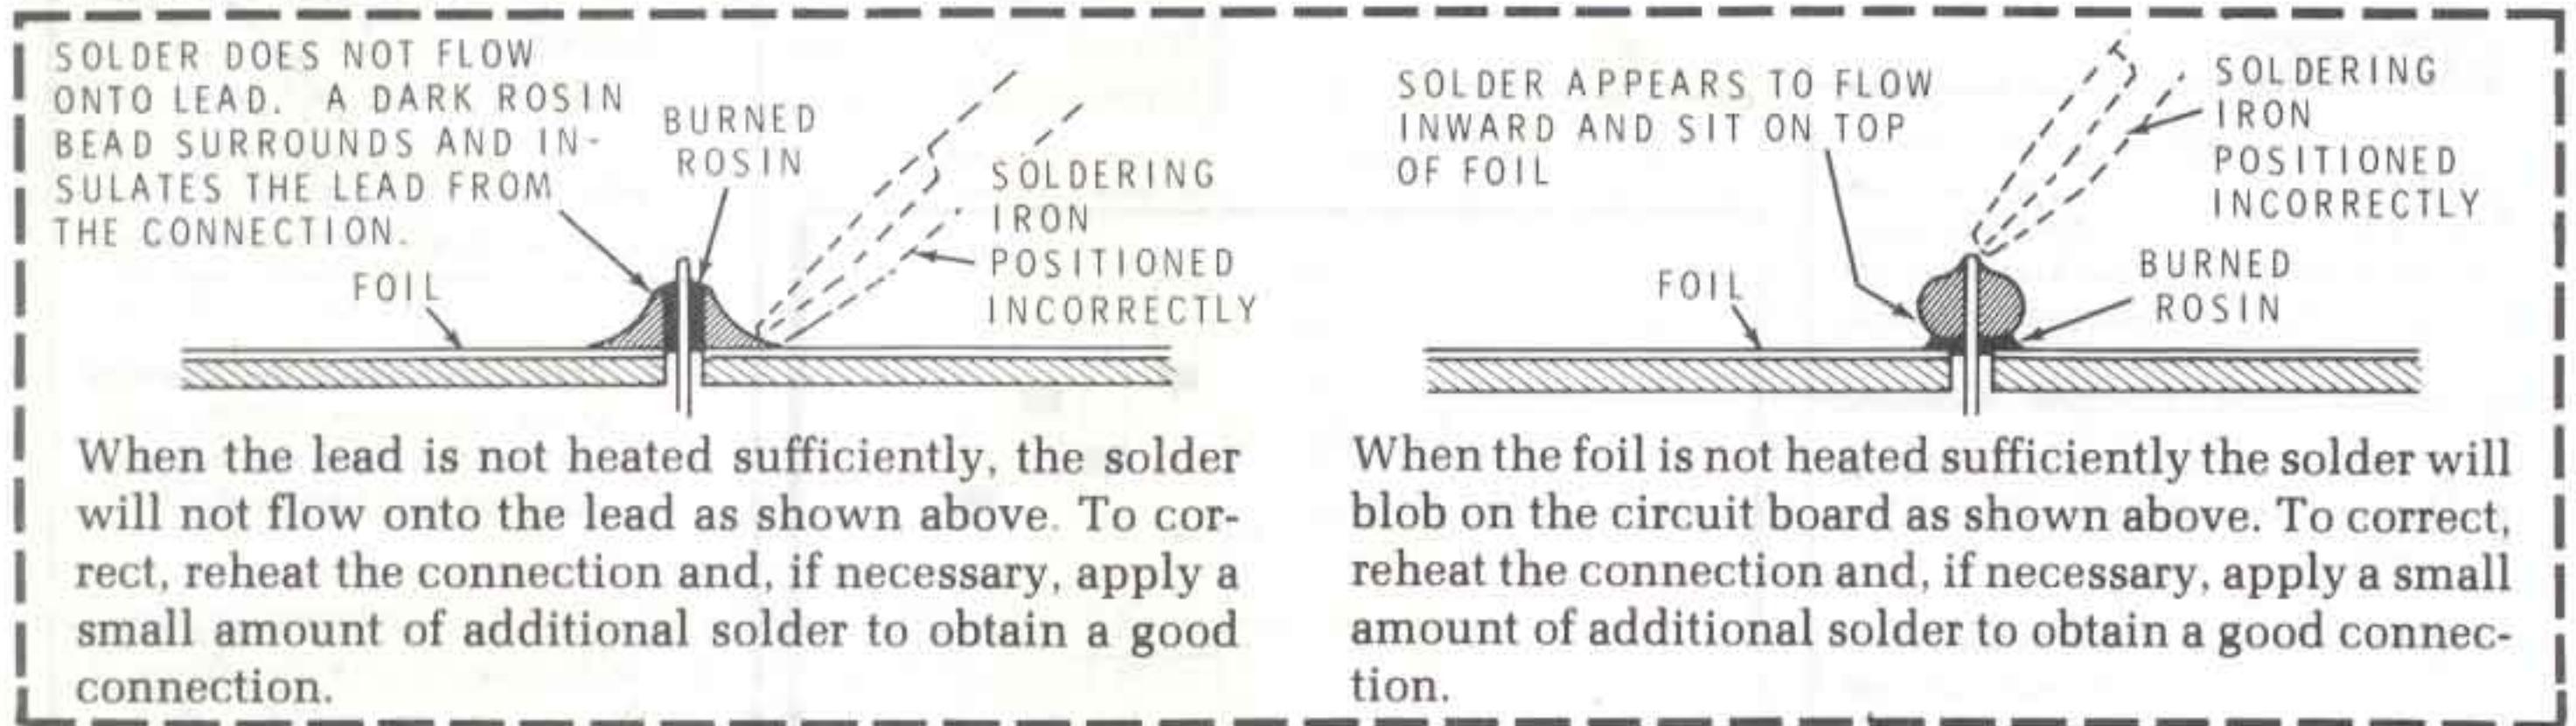 SOLDER DOES NOT FLOW
ONTO LEAD. A DARK ROSIN
BEAD SURROUNDS AND IN-
SULATES THE LEAD FROM
THE CONNECTION.
BURNED
ROSIN
SOLDERING
IRON
POSITIONED
INCORRECTLY
FOIL
When the lead is not heated sufficiently, the solder
will not flow onto the lead as shown above. To cor-
rect, reheat the connection and, if necessary, apply a
small amount of additional solder to obtain a good
connection.
SOLDER APPEARS TO FLOW
INWARD AND SIT ON TOP
OF FOIL
SOLDERING
IRON
POSITIONED
INCORRECTLY
FOIL
BURNED
ROSIN
When the foil is not heated sufficiently the solder will
blob on the circuit board as shown above. To correct,
reheat the connection and, if necessary, apply a small
amount of additional solder to obtain a good connec-
tion.